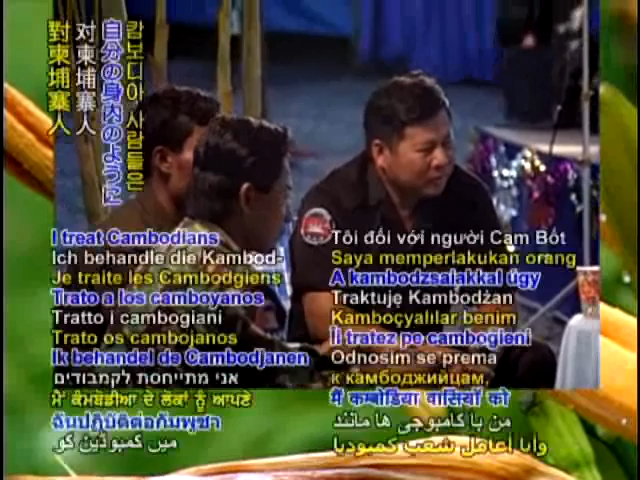 對柬埔寨人
对柬埔寨人
自分の身内のように
캄보디아 사람들은
I treat Cambodians
Ich behandle die Kambod-
Je traite les Cambodgiens
Trato a los camboyanos
Tratto i cambogiani
Trato os cambojanos
Ik behandel de Cambodjanen
אני מתייחסת לקמבודים
ਮੈਂ ਕੰਮਬੋਡੀਆ ਦੇ ਲੋਕਾਂ ਨੂੰ ਆਪਣੇ
ฉันปฏิบัติต่อกัมพูชา
میں کمبوڈین کو
Tôi đối với người Cam Bốt
Saya memperlakukan orang
A kambodzsaiakkal úgy
Traktuję Kambodżan
Kamboçyalılar benim
Îi tratez pe cambogieni
Odnosim se prema
к камбоджийцам,
मैं कम्बोडिया वासियों को
من با کامبوجی ها مانند
وأنا أعامل شعب كمبوديا